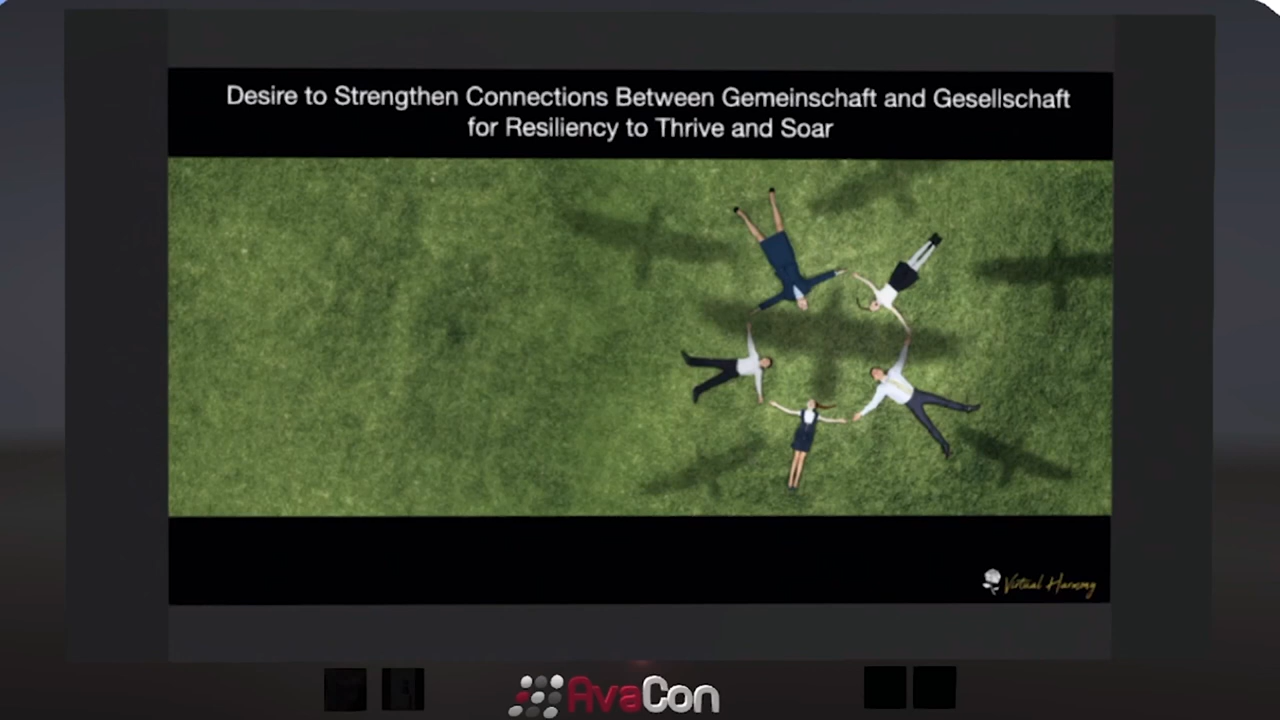 Desire to Strengthen Connections Between Gemeinschaft and Gesellschaft
for Resiliency to Thrive and Soar
Virtual Harmony
AvaCon